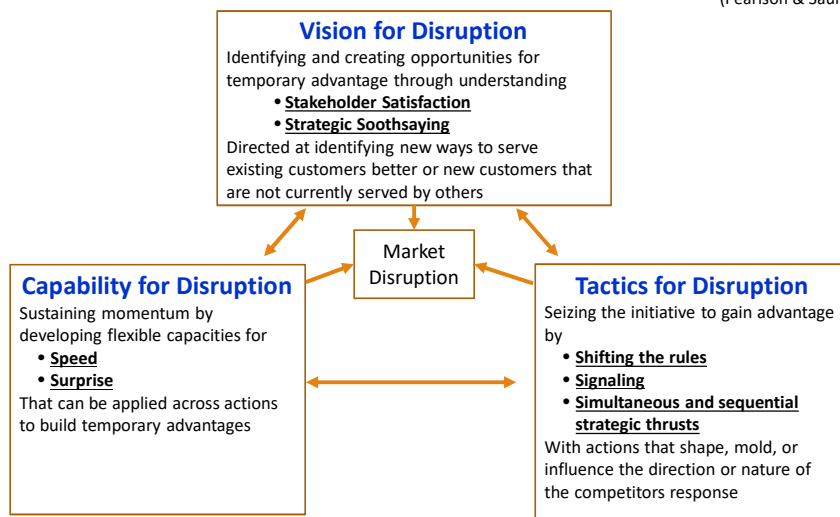 (Pearlson & Saun
Vision for Disruption
Identifying and creating opportunities for
temporary advantage through understanding
• Stakeholder Satisfaction
• Strategic Soothsaying
Directed at identifying new ways to serve
existing customers better or new customers that
are not currently served by others
Market
Disruption
Capability for Disruption
Sustaining momentum by
developing flexible capacities for
• Speed
• Surprise
That can be applied across actions
to build temporary advantages
Tactics for Disruption
Seizing the initiative to gain advantage
by
• Shifting the rules
• Signaling
• Simultaneous and sequential
strategic thrusts
With actions that shape, mold, or
influence the direction or nature of
the competitors response